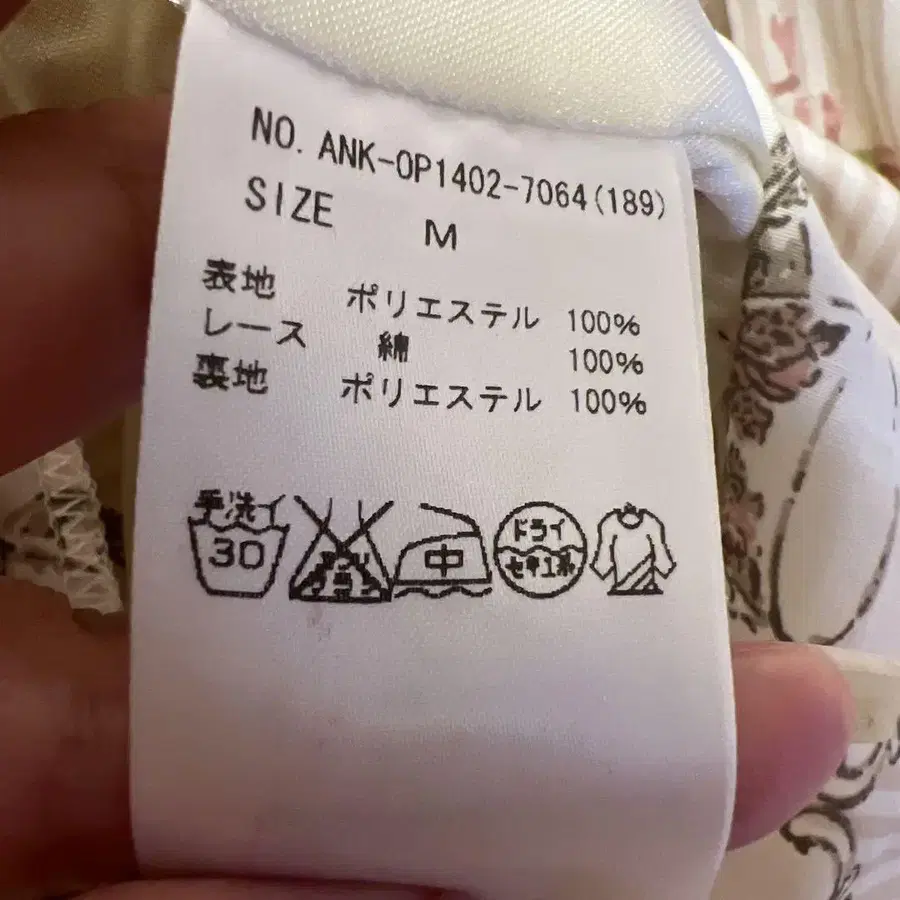 NO. ANK-OP1402-7064(189)
SIZE M
表地 ポリエステル 100%
レース 綿 100%
裏地 ポリエステル 100%
手洗イ
30
中
ドライ
セキユ系